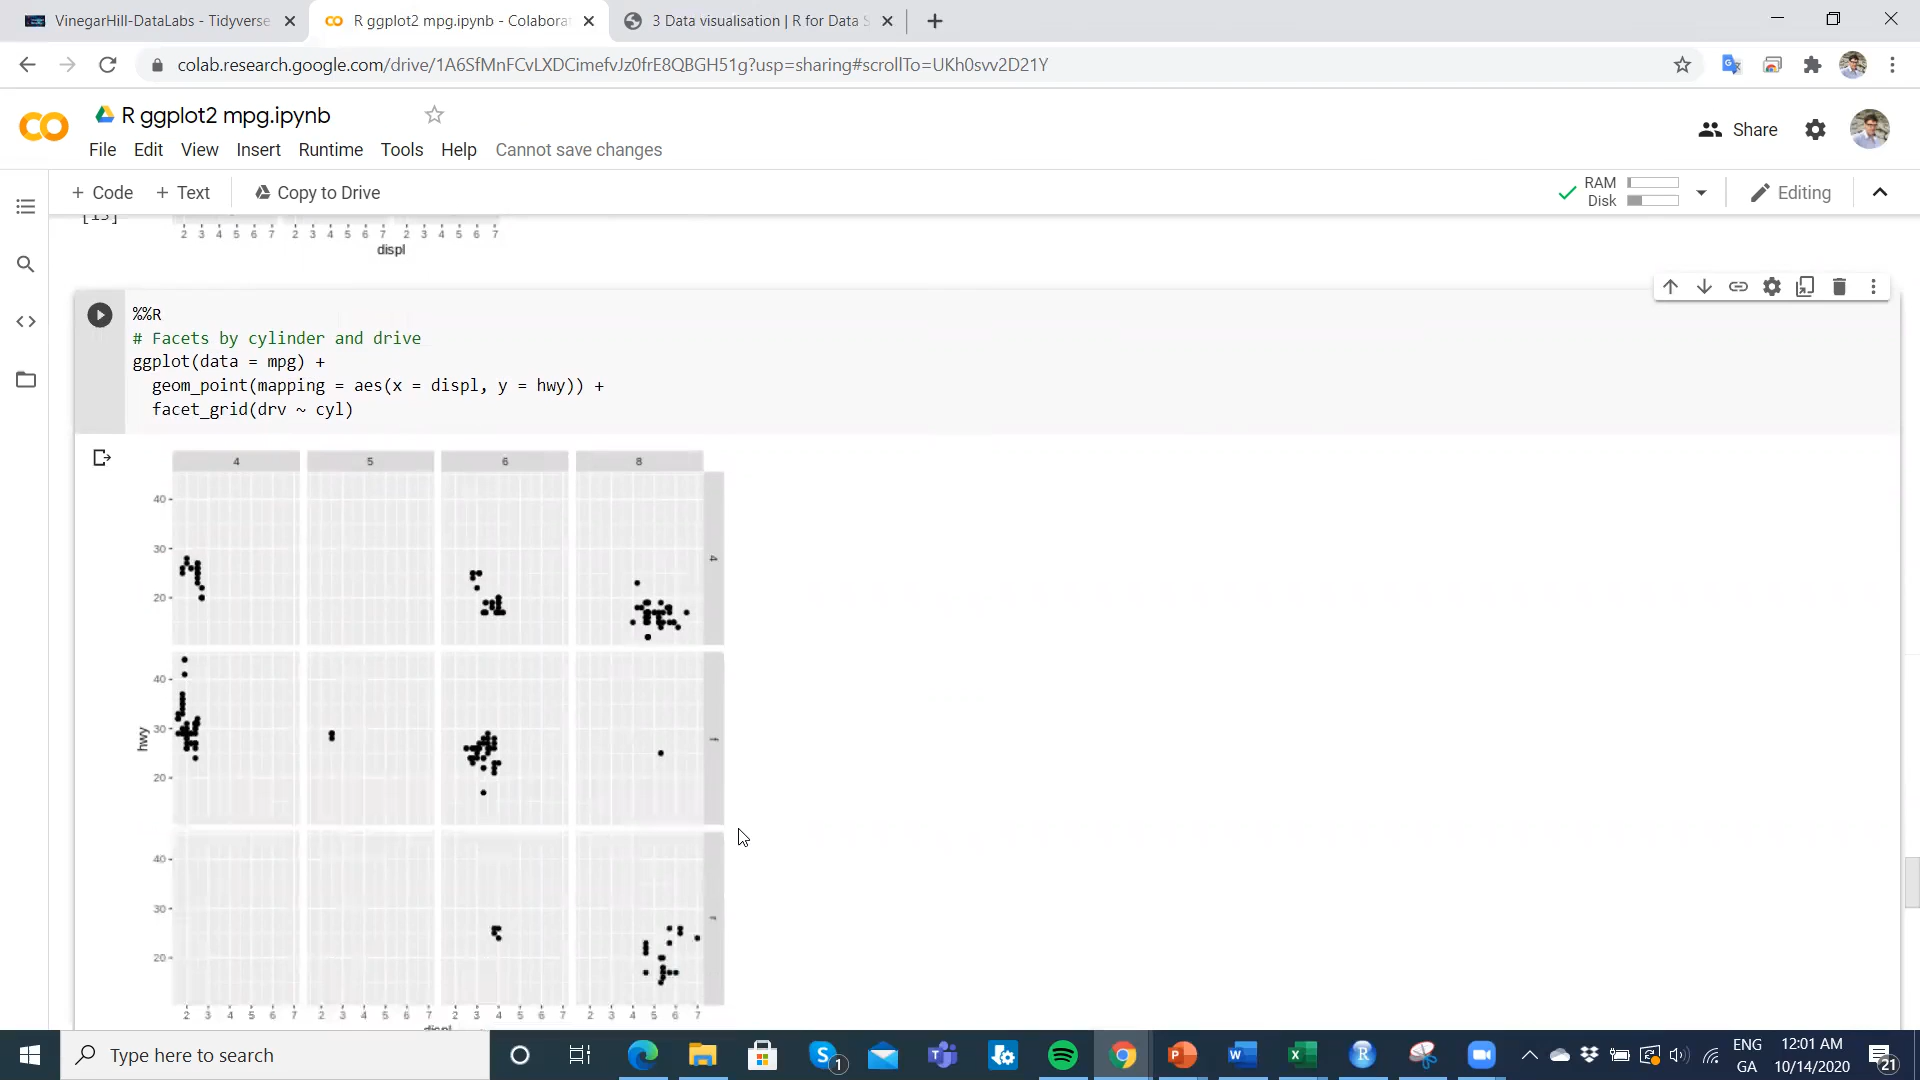 VinegarHill-DataLabs - Tidyverse
R ggplot2 mpg.ipynb - Colabora
3 Data visualisation | R for Data S
colab.research.google.com/drive/1A6SfMnFCvLXDCimefvJz0frE8QBGH51g?usp=sharing#scrollTo=UKh0svv2D21Y
R ggplot2 mpg.ipynb
Share
File Edit View Insert Runtime Tools Help Cannot save changes
+ Code + Text Copy to Drive
RAM
Disk
Editing
[15]
2 3 4 5 6 7 2 3 4 5 6 7 2 3 4 5 6 7
displ
%%R
# Facets by cylinder and drive
ggplot(data = mpg) +
geom_point(mapping = aes(x = displ, y = hwy)) +
facet_grid(drv ~ cyl)
4 5 6 8
40
30
20
4
40
30
20
f
hwy
40
30
20
r
2 3 4 5 6 7 2 3 4 5 6 7 2 3 4 5 6 7 2 3 4 5 6 7
displ
Type here to search
1
ENG
GA
12:01 AM
10/14/2020
21